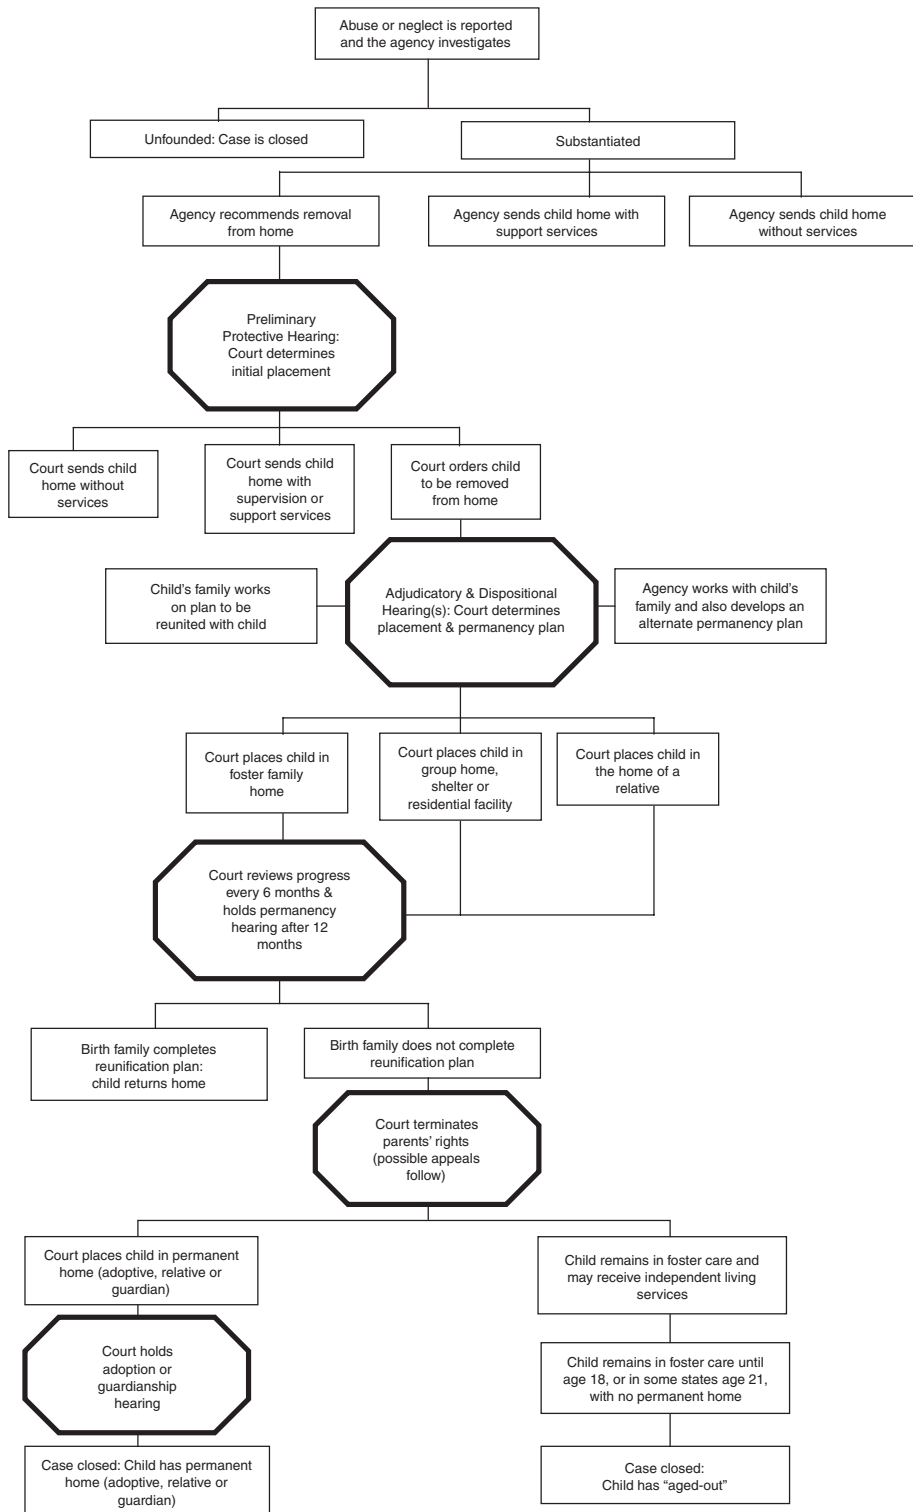 Abuse or neglect is reported
and the agency investigates
Unfounded: Case is closed
Substantiated
Agency recommends removal
from home
Agency sends child home with
support services
Agency sends child home
without services
Preliminary
Protective Hearing:
Court determines
initial placement
Court sends child
home without
services
Court sends child
home with
supervision or
support services
Court orders child
to be removed
from home
Child’s family works
on plan to be
reunited with child
Adjudicatory & Dispositional
Hearing(s): Court determines
placement & permanency plan
Agency works with child’s
family and also develops an
alternate permanency plan
Court places child in
foster family
home
Court places child in
group home,
shelter or
residential facility
Court places child in
the home of a
relative
Court reviews progress
every 6 months &
holds permanency
hearing after 12
months
Birth family completes
reunification plan:
child returns home
Birth family does not complete
reunification plan
Court terminates
parents’ rights
(possible appeals
follow)
Court places child in permanent
home (adoptive, relative or
guardian)
Child remains in foster care and
may receive independent living
services
Court holds
adoption or
guardianship
hearing
Child remains in foster care until
age 18, or in some states age 21,
with no permanent home
Case closed: Child has permanent
home (adoptive, relative or
guardian)
Case closed:
Child has “aged-out”